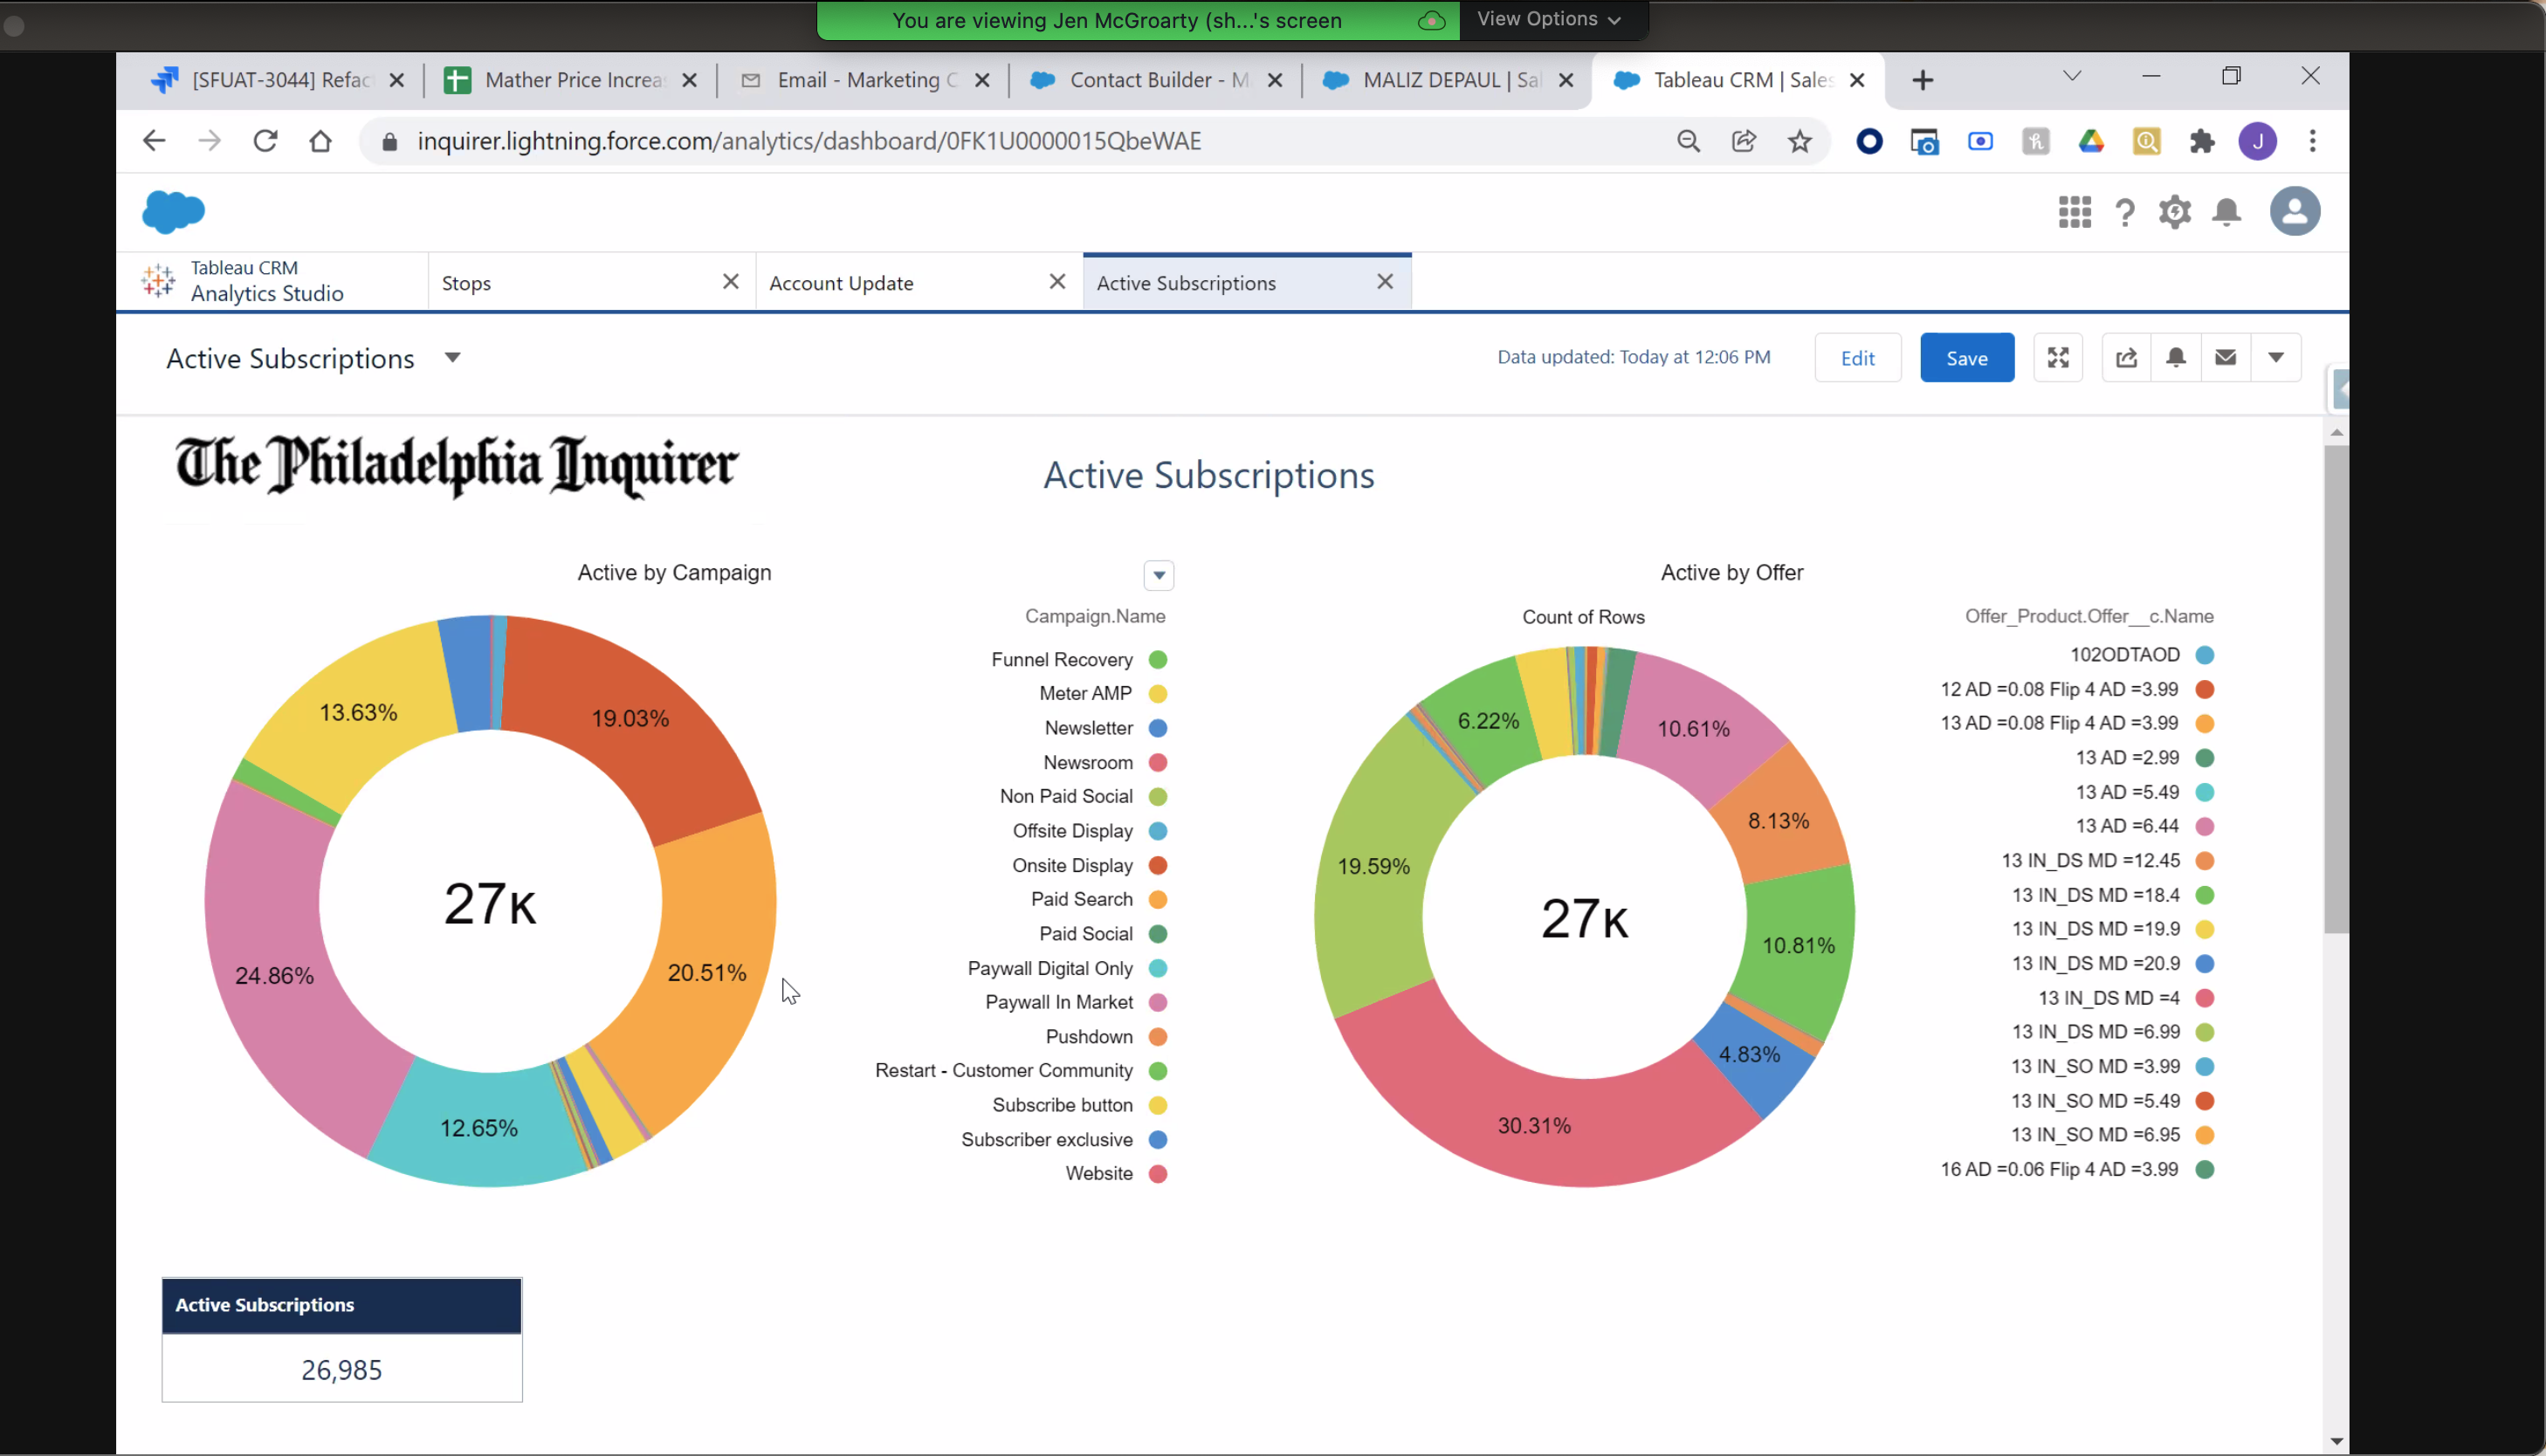 You are viewing Jen McGroarty (sh...'s screen
View Options
[SFUAT-3044] Refac
Mather Price Increa
Email - Marketing C
Contact Builder - M
MALIZ DEPAUL | Sal
Tableau CRM | Sales
inquirer.lightning.force.com/analytics/dashboard/0FK1U0000015QbeWAE
J
Tableau CRM
Analytics Studio
Stops
Account Update
Active Subscriptions
Active Subscriptions
Data updated: Today at 12:06 PM
Edit
Save
The Philadelphia Inquirer
Active Subscriptions
Active by Campaign
Campaign.Name
Funnel Recovery
Meter AMP
Newsletter
Newsroom
Non Paid Social
Offsite Display
Onsite Display
Paid Search
Paid Social
Paywall Digital Only
Paywall In Market
Pushdown
Restart - Customer Community
Subscribe button
Subscriber exclusive
Website
13.63%
19.03%
27K
24.86%
20.51%
12.65%
Active by Offer
Count of Rows
Offer_Product.Offer__c.Name
102ODTAOD
12 AD =0.08 Flip 4 AD =3.99
13 AD =0.08 Flip 4 AD =3.99
13 AD =2.99
13 AD =5.49
13 AD =6.44
13 IN_DS MD =12.45
13 IN_DS MD =18.4
13 IN_DS MD =19.9
13 IN_DS MD =20.9
13 IN_DS MD =4
13 IN_DS MD =6.99
13 IN_SO MD =3.99
13 IN_SO MD =5.49
13 IN_SO MD =6.95
16 AD =0.06 Flip 4 AD =3.99
6.22%
10.61%
8.13%
19.59%
27K
10.81%
4.83%
30.31%
Active Subscriptions
26,985